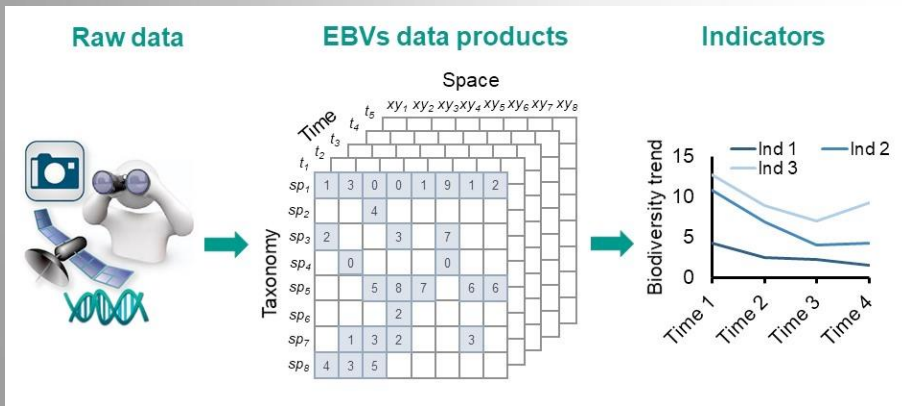 Raw data
EBVs data products
Indicators
Space
xy1 xy2 xy3 xy4 xy5 xy6 xy7 xy8
Time
t1 t2 t3 t4 t5
Taxonomy
sp1 1 3 0 0 1 9 1 2
sp2 4
sp3 2 3 7
sp4 0 0
sp5 5 8 7 6 6
sp6 2
sp7 1 3 2 3
sp8 4 3 5
Biodiversity trend
Ind 1 Ind 2
Ind 3
15
10
5
0
Time 1 Time 2 Time 3 Time 4